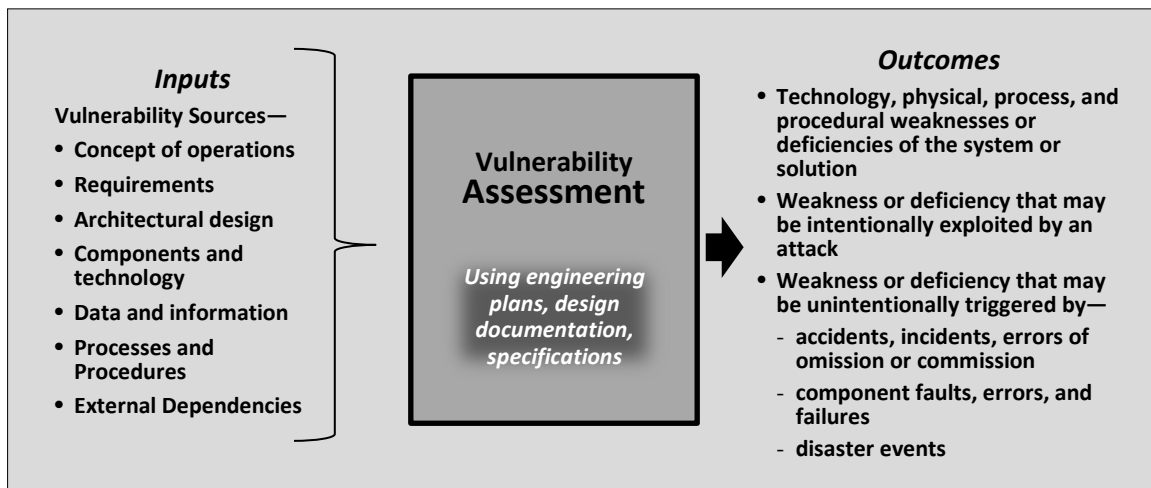 Inputs
Vulnerability Sources—
• Concept of operations
• Requirements
• Architectural design
• Components and
technology
• Data and information
• Processes and
Procedures
• External Dependencies
Vulnerability
Assessment
Using engineering
plans, design
documentation,
specifications
Outcomes
• Technology, physical, process, and
procedural weaknesses or
deficiencies of the system or
solution
• Weakness or deficiency that may
be intentionally exploited by an
attack
• Weakness or deficiency that may
be unintentionally triggered by—
- accidents, incidents, errors of
omission or commission
- component faults, errors, and
failures
- disaster events